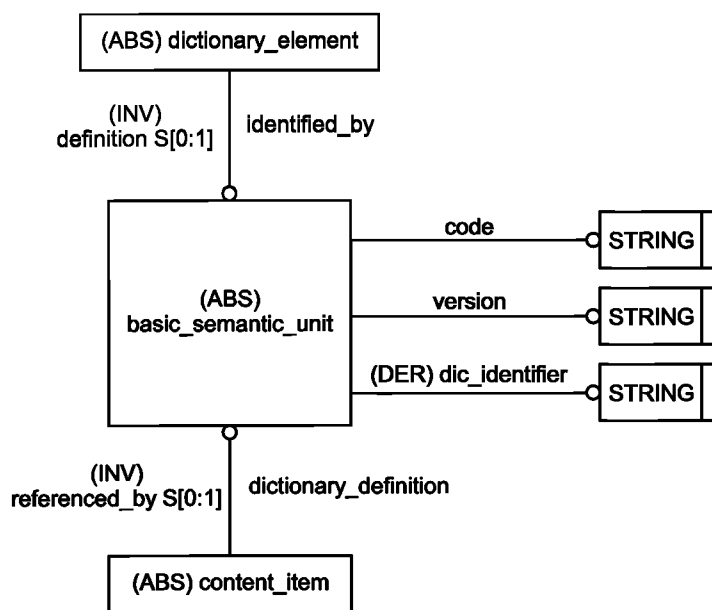 (ABS) dictionary_element
(INV)
definition S[0:1]
identified_by
code
STRING
(ABS)
basic_semantic_unit
version
STRING
(DER) dic_identifier
STRING
(INV)
referenced_by S[0:1]
dictionary_definition
(ABS) content_item